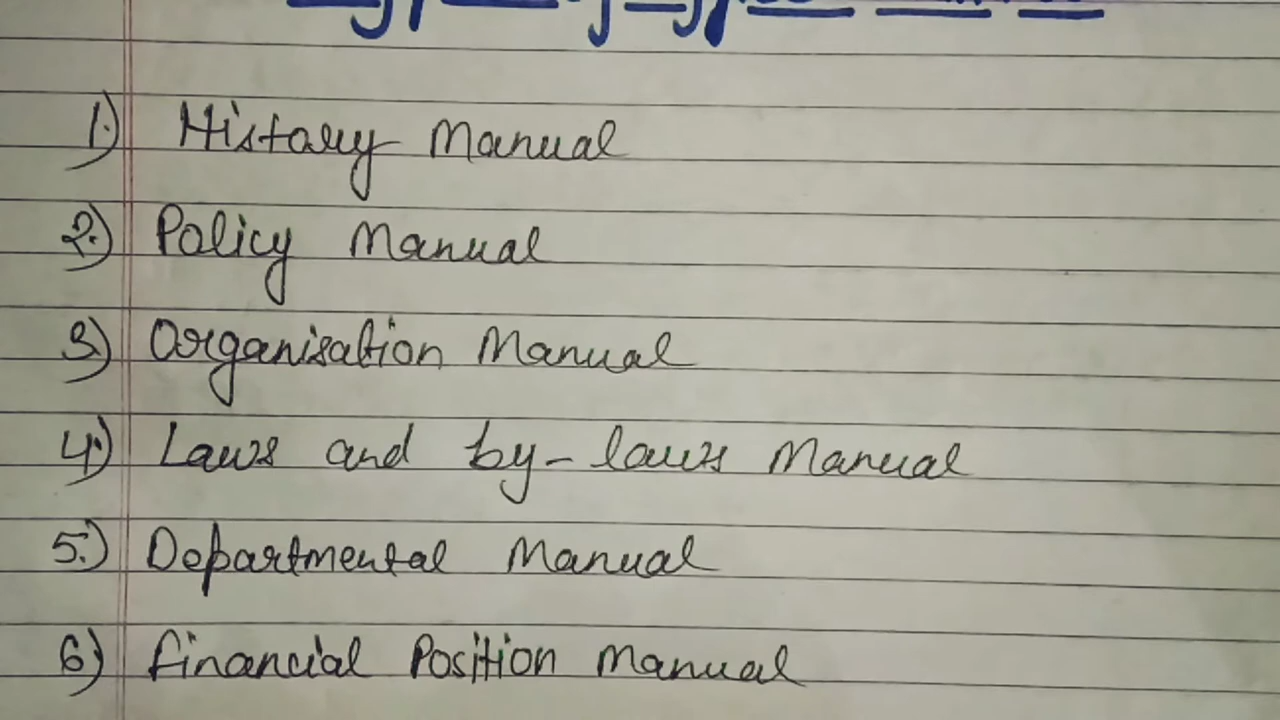 1.) History Manual
2.) Policy Manual
3.) Organisation Manual
4.) Laws and by-laws Manual
5.) Departmental Manual
6.) Financial Position Manual